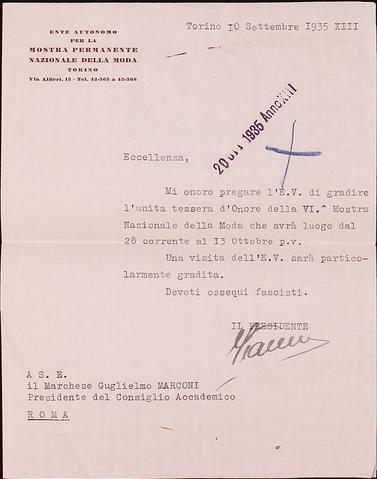 ENTE AUTONOMO
PER LA
MOSTRA PERMANENTE
NAZIONALE DELLA MODA
TORINO
Via Alfieri, 15 - Tel. 42-565 a 42-568
Torino 10 Settembre 1935 XIII
1935 Anno XIII
Eccellenza,
Mi onoro pregare l'E.V. di gradire
l'unita tessera d'Onore della VI.^ Mostra
Nazionale della Moda che avrà luogo dal
28 corrente al 13 Ottobre p.v.
Una visita dell'E.V. sarà partico-
larmente gradita.
Devoti ossequi fascisti.
IL PRESIDENTE
A S. E.
il Marchese Guglielmo MARCONI
Presidente del Consiglio Accademico
ROMA